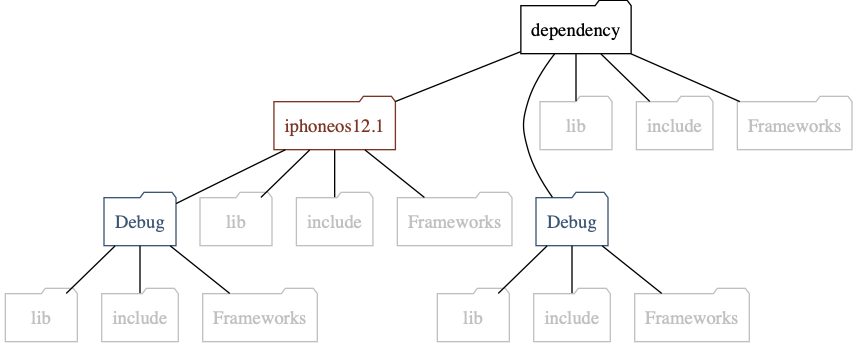 dependency
iphoneos12.1
lib
include
Frameworks
Debug
lib
include
Frameworks
Debug
lib
include
Frameworks
lib
include
Frameworks